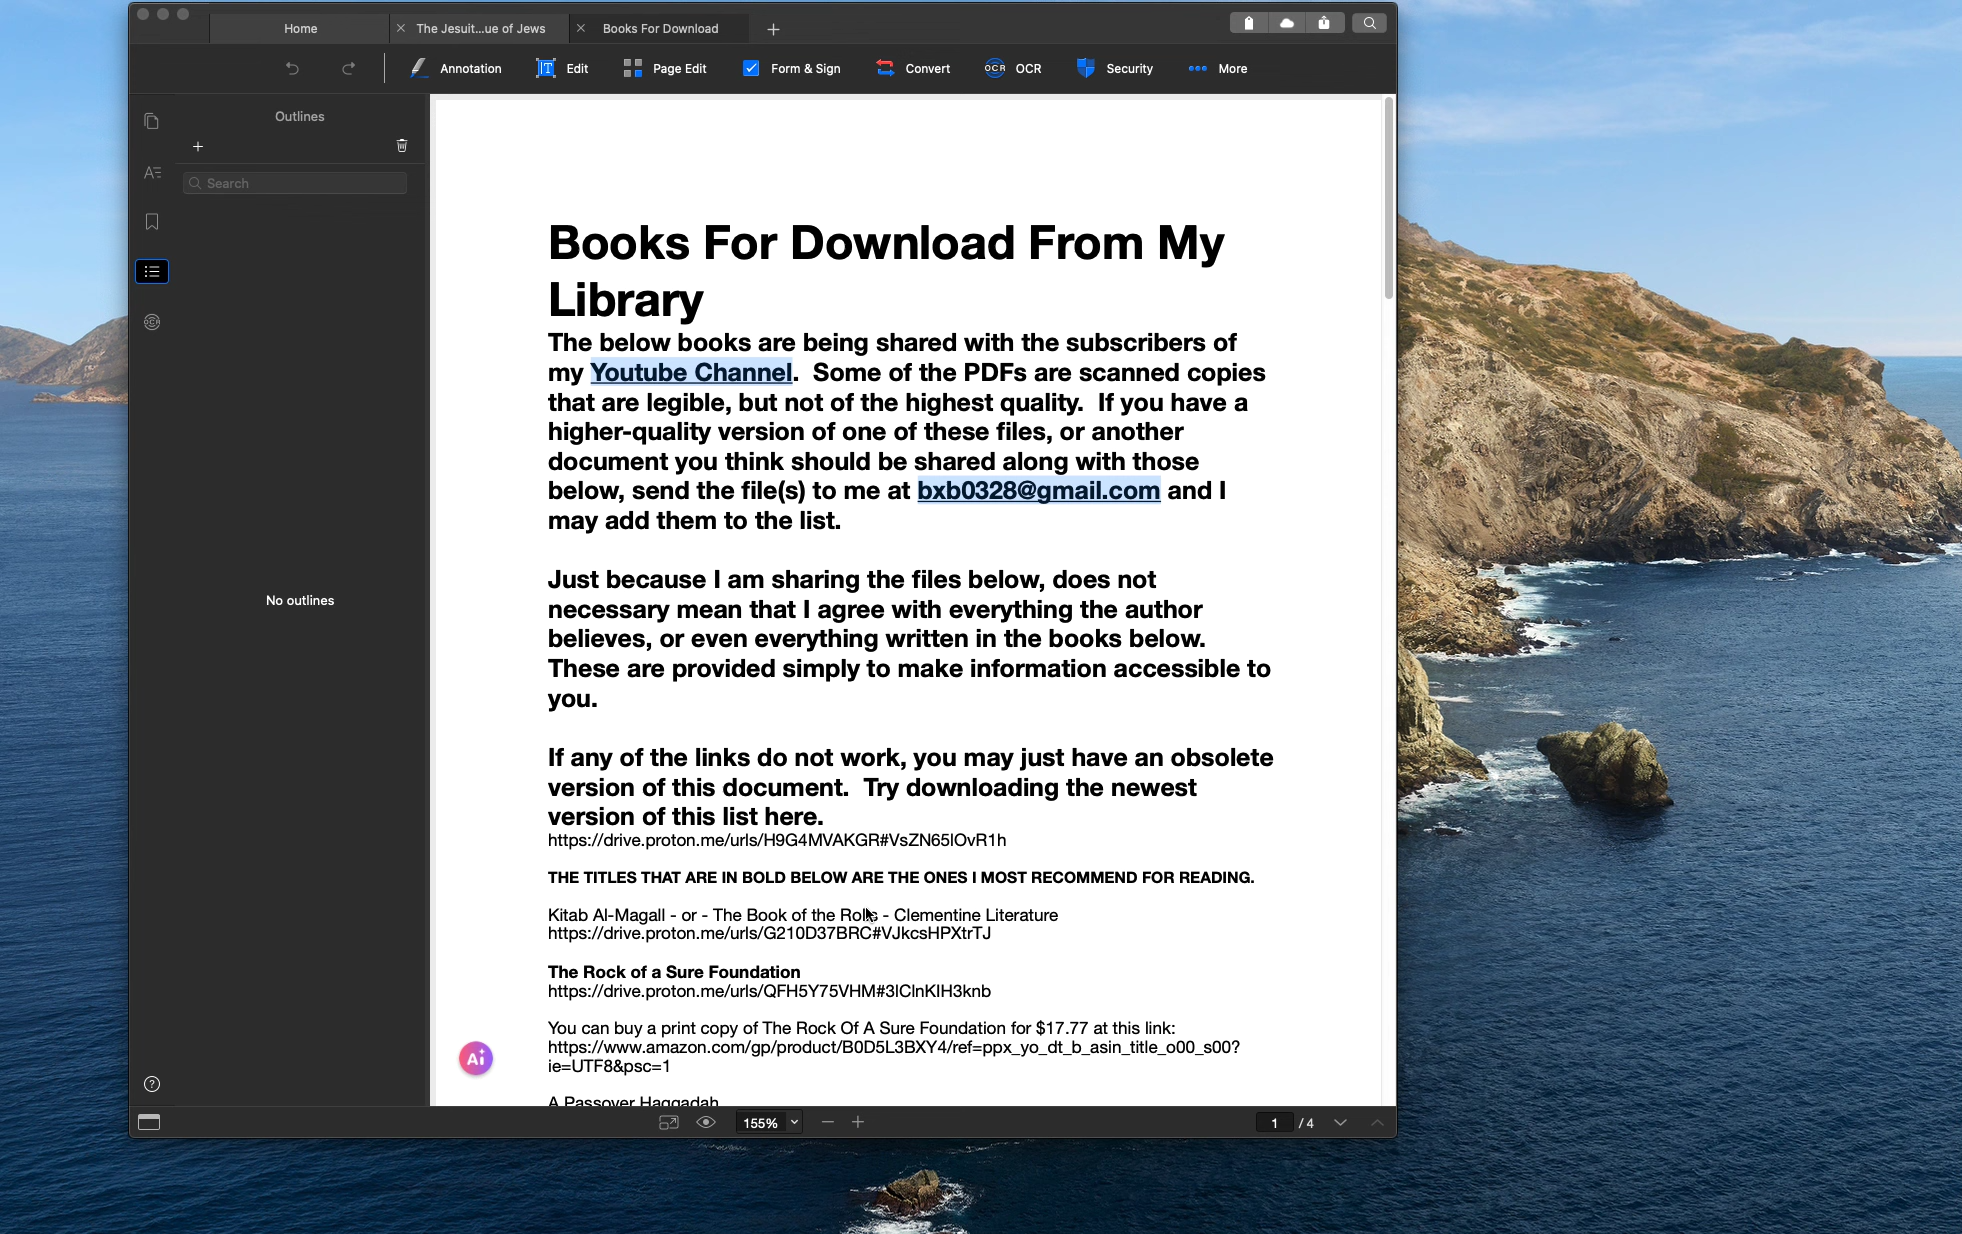 Home
The Jesuit...ue of Jews
Books For Download
Annotation
Edit
Page Edit
Form & Sign
Convert
OCR
OCR
Security
More
Outlines
Search
No outlines
Books For Download From My
Library
The below books are being shared with the subscribers of
my Youtube Channel.  Some of the PDFs are scanned copies
that are legible, but not of the highest quality.  If you have a
higher-quality version of one of these files, or another
document you think should be shared along with those
below, send the file(s) to me at bxb0328@gmail.com and I
may add them to the list.
Just because I am sharing the files below, does not
necessary mean that I agree with everything the author
believes, or even everything written in the books below.
These are provided simply to make information accessible to
you.
If any of the links do not work, you may just have an obsolete
version of this document.  Try downloading the newest
version of this list here.
https://drive.proton.me/urls/H9G4MVAKGR#VsZN65lOvR1h
THE TITLES THAT ARE IN BOLD BELOW ARE THE ONES I MOST RECOMMEND FOR READING.
Kitab Al-Magall - or - The Book of the Rolls - Clementine Literature
https://drive.proton.me/urls/G210D37BRC#VJkcsHPXtrTJ
The Rock of a Sure Foundation
https://drive.proton.me/urls/QFH5Y75VHM#3lClnKIH3knb
You can buy a print copy of The Rock Of A Sure Foundation for $17.77 at this link:
https://www.amazon.com/gp/product/B0D5L3BXY4/ref=ppx_yo_dt_b_asin_title_o00_s00?
ie=UTF8&psc=1
A Passover Haggadah
Ai
155%
1 / 4